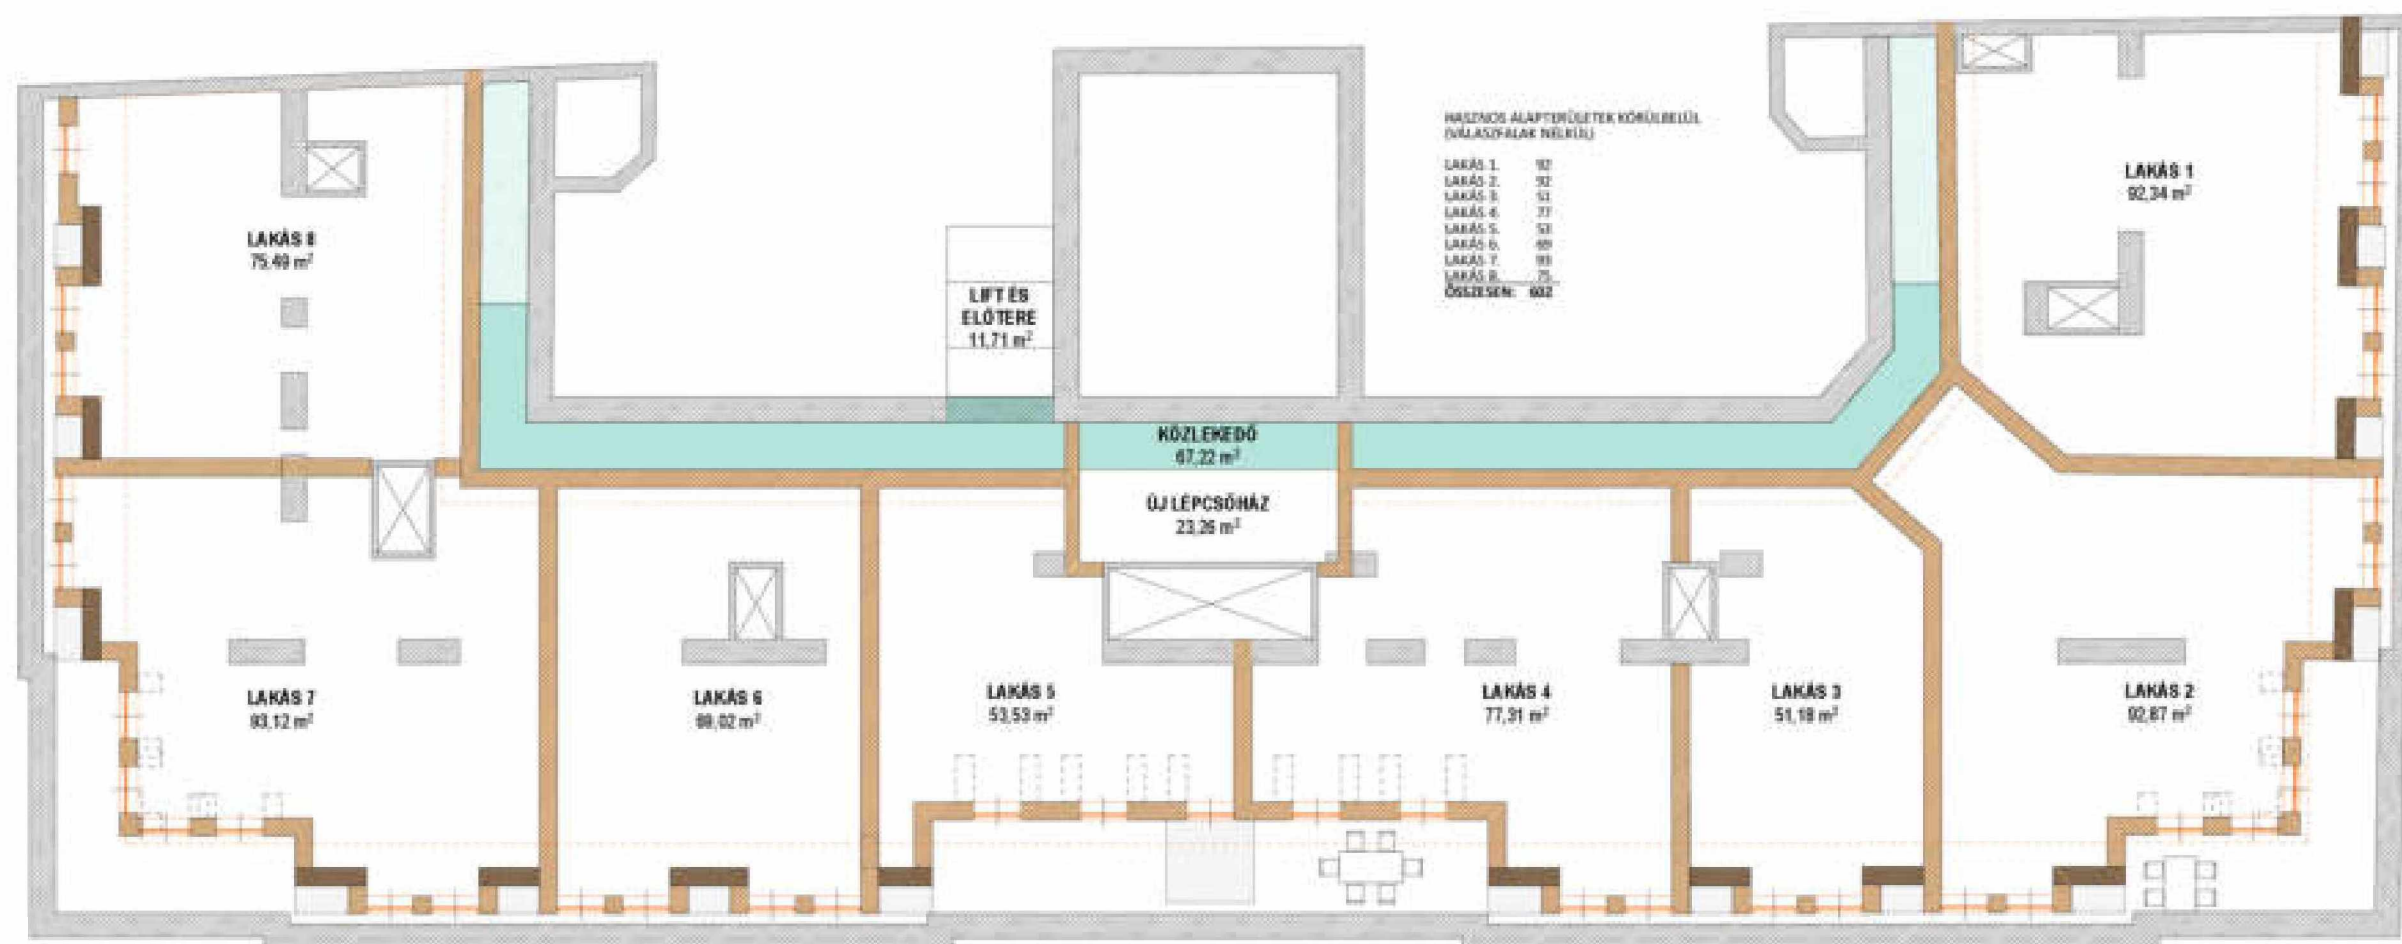 HASZNOS ALAPTERÜLETEK KÖRÜLBELÜL
(VÁLASZFALAK NÉLKÜL)
LAKÁS 1. 92
LAKÁS 2. 92
LAKÁS 3. 51
LAKÁS 4. 77
LAKÁS 5. 53
LAKÁS 6. 69
LAKÁS 7. 93
LAKÁS 8. 75
ÖSSZESEN: 602
LAKÁS 1
92,34 m²
LAKÁS 8
75,49 m²
LIFT ÉS
ELŐTERE
11,71 m²
KÖZLEKEDŐ
67,22 m²
ÚJ LÉPCSŐHÁZ
23,26 m²
LAKÁS 7
93,12 m²
LAKÁS 6
69,02 m²
LAKÁS 5
53,53 m²
LAKÁS 4
77,31 m²
LAKÁS 3
51,18 m²
LAKÁS 2
92,87 m²